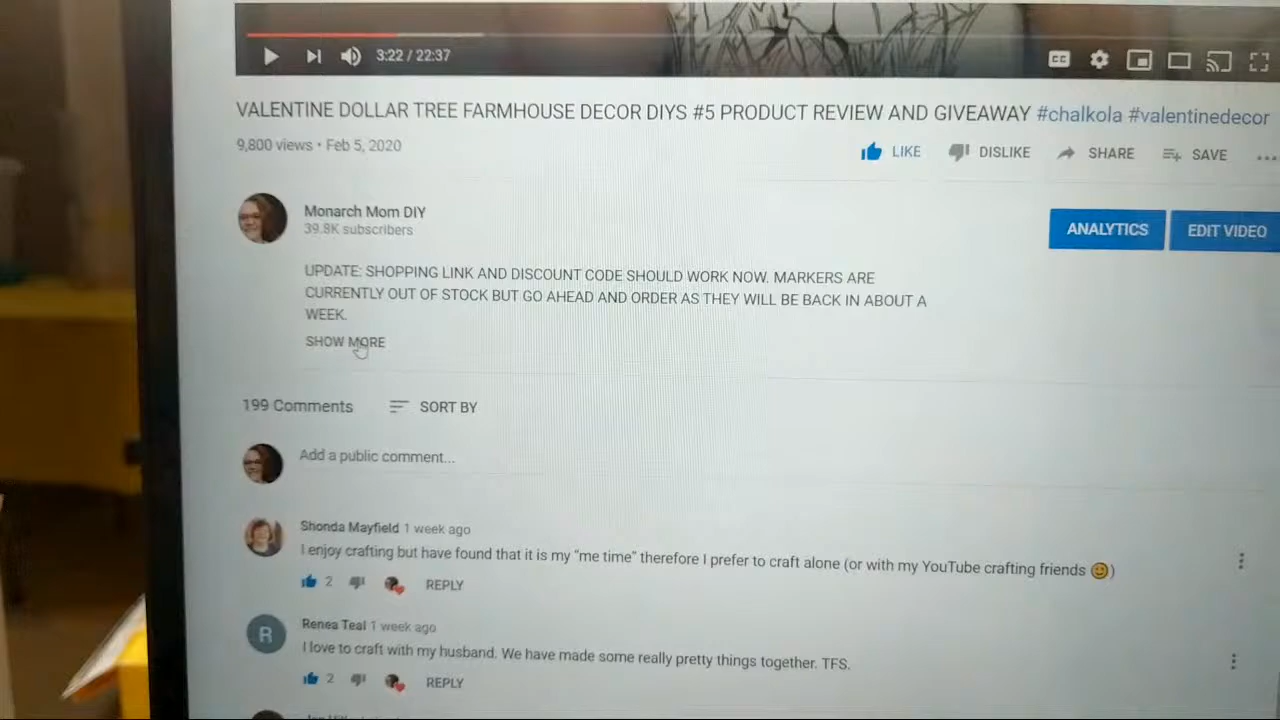 3:22 / 22:37
CC
VALENTINE DOLLAR TREE FARMHOUSE DECOR DIYS #5 PRODUCT REVIEW AND GIVEAWAY #chalkola #valentinedecor
9,800 views • Feb 5, 2020
LIKE DISLIKE SHARE SAVE
Monarch Mom DIY
39.8K subscribers
ANALYTICS EDIT VIDEO
UPDATE: SHOPPING LINK AND DISCOUNT CODE SHOULD WORK NOW. MARKERS ARE
CURRENTLY OUT OF STOCK BUT GO AHEAD AND ORDER AS THEY WILL BE BACK IN ABOUT A
WEEK.
SHOW MORE
199 Comments SORT BY
Add a public comment...
Shonda Mayfield 1 week ago
I enjoy crafting but have found that it is my "me time" therefore I prefer to craft alone (or with my YouTube crafting friends 😊)
2 REPLY
R
Renea Teal 1 week ago
I love to craft with my husband. We have made some really pretty things together. TFS.
2 REPLY